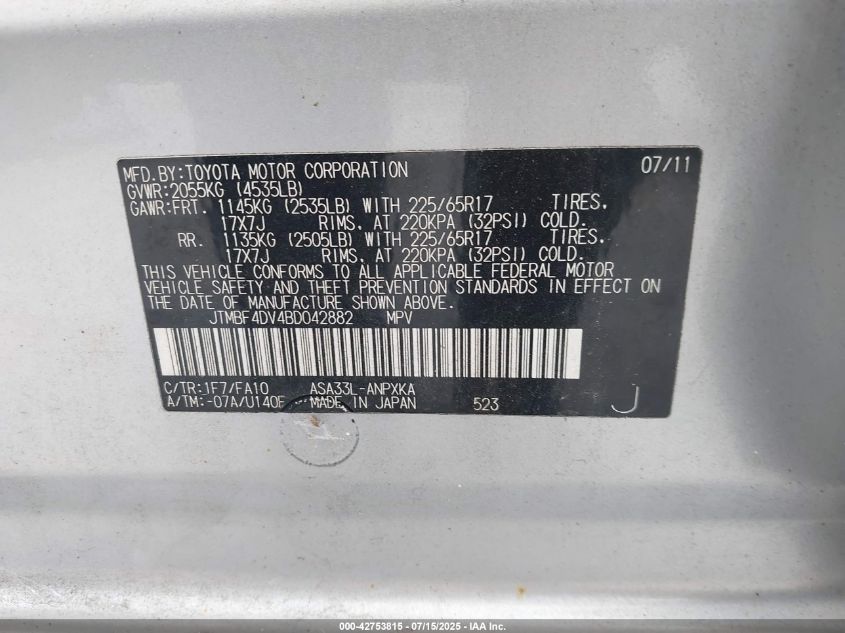 MFD.BY:TOYOTA MOTOR CORPORATION 07/11
GVWR:2055KG (4535LB)
GAWR:FRT. 1145KG (2535LB) WITH 225/65R17 TIRES,
17X7J RIMS, AT 220KPA (32PSI) COLD.
RR. 1135KG (2505LB) WITH 225/65R17 TIRES,
17X7J RIMS, AT 220KPA (32PSI) COLD.
THIS VEHICLE CONFORMS TO ALL APPLICABLE FEDERAL MOTOR
VEHICLE SAFETY AND THEFT PREVENTION STANDARDS IN EFFECT ON
THE DATE OF MANUFACTURE SHOWN ABOVE.
JTMBF4DV4BD042882 MPV
C/TR:1F7/FA10 ASA33L-ANPXKA
A/TM:-07A/U140F MADE IN JAPAN 523 J
000-42753815 - 07/15/2025 - IAA Inc.